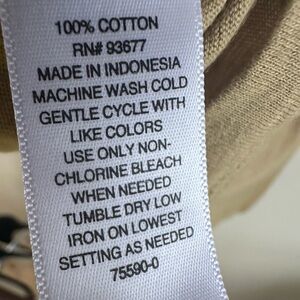 100% COTTON
RN# 93677
MADE IN INDONESIA
MACHINE WASH COLD
GENTLE CYCLE WITH
LIKE COLORS
USE ONLY NON-
CHLORINE BLEACH
WHEN NEEDED
TUMBLE DRY LOW
IRON ON LOWEST
SETTING AS NEEDED
75590-0